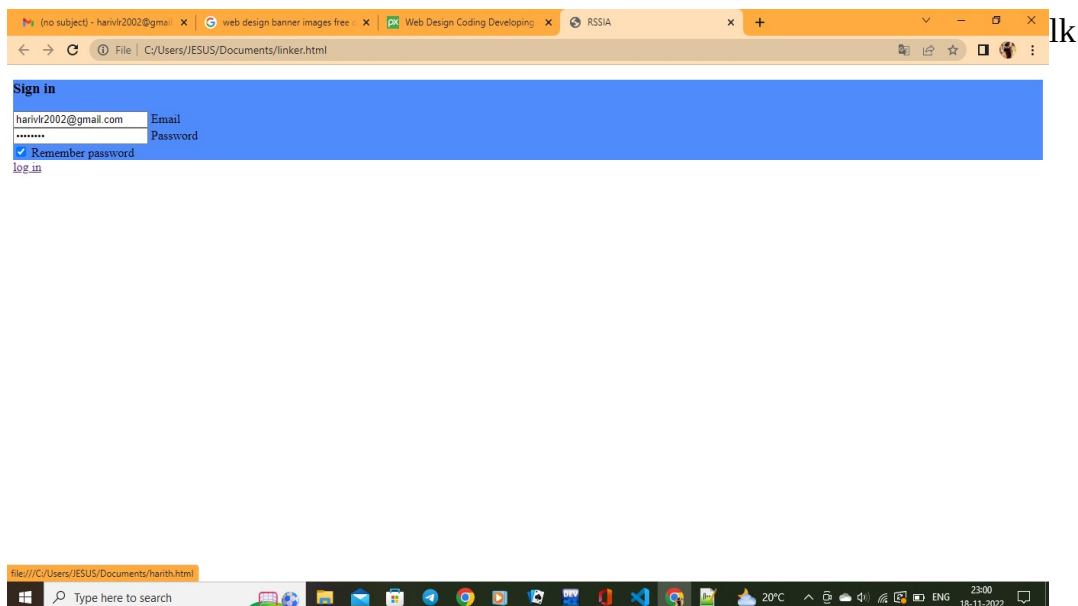 (no subject) - harivlr2002@gmail
web design banner images free
Web Design Coding Developing
RSSIA
lk
File | C:/Users/JESUS/Documents/linker.html
Sign in
harivlr2002@gmail.com Email
•••••••• Password
Remember password
log in
file:///C:/Users/JESUS/Documents/harith.html
Type here to search
20°C
ENG
23:00
18-11-2022